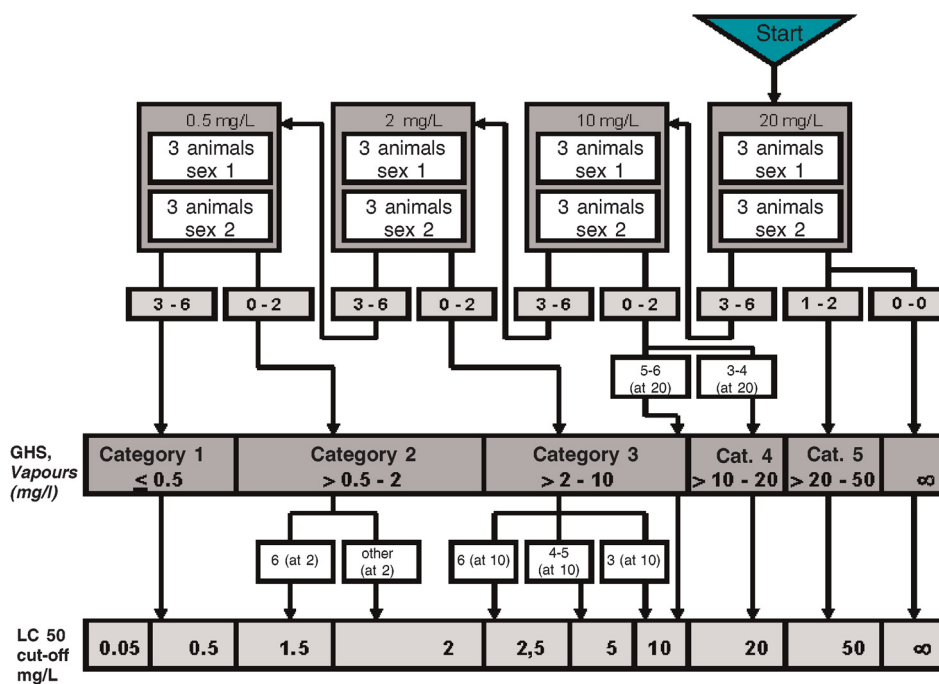 Start
0.5 mg/L
2 mg/L
10 mg/L
20 mg/L
3 animals
sex 1
3 animals
sex 1
3 animals
sex 1
3 animals
sex 1
3 animals
sex 2
3 animals
sex 2
3 animals
sex 2
3 animals
sex 2
3 - 6
0 - 2
3 - 6
0 - 2
3 - 6
0 - 2
3 - 6
1 - 2
0 - 0
5-6
(at 20)
3-4
(at 20)
GHS,
Vapours
(mg/l)
Category 1
≤ 0.5
Category 2
> 0.5 - 2
Category 3
> 2 - 10
Cat. 4
> 10 - 20
Cat. 5
> 20 - 50
∞
6 (at 2)
other
(at 2)
6 (at 10)
4-5
(at 10)
3 (at 10)
LC 50
cut-off
mg/L
0.05
0.5
1.5
2
2,5
5
10
20
50
∞